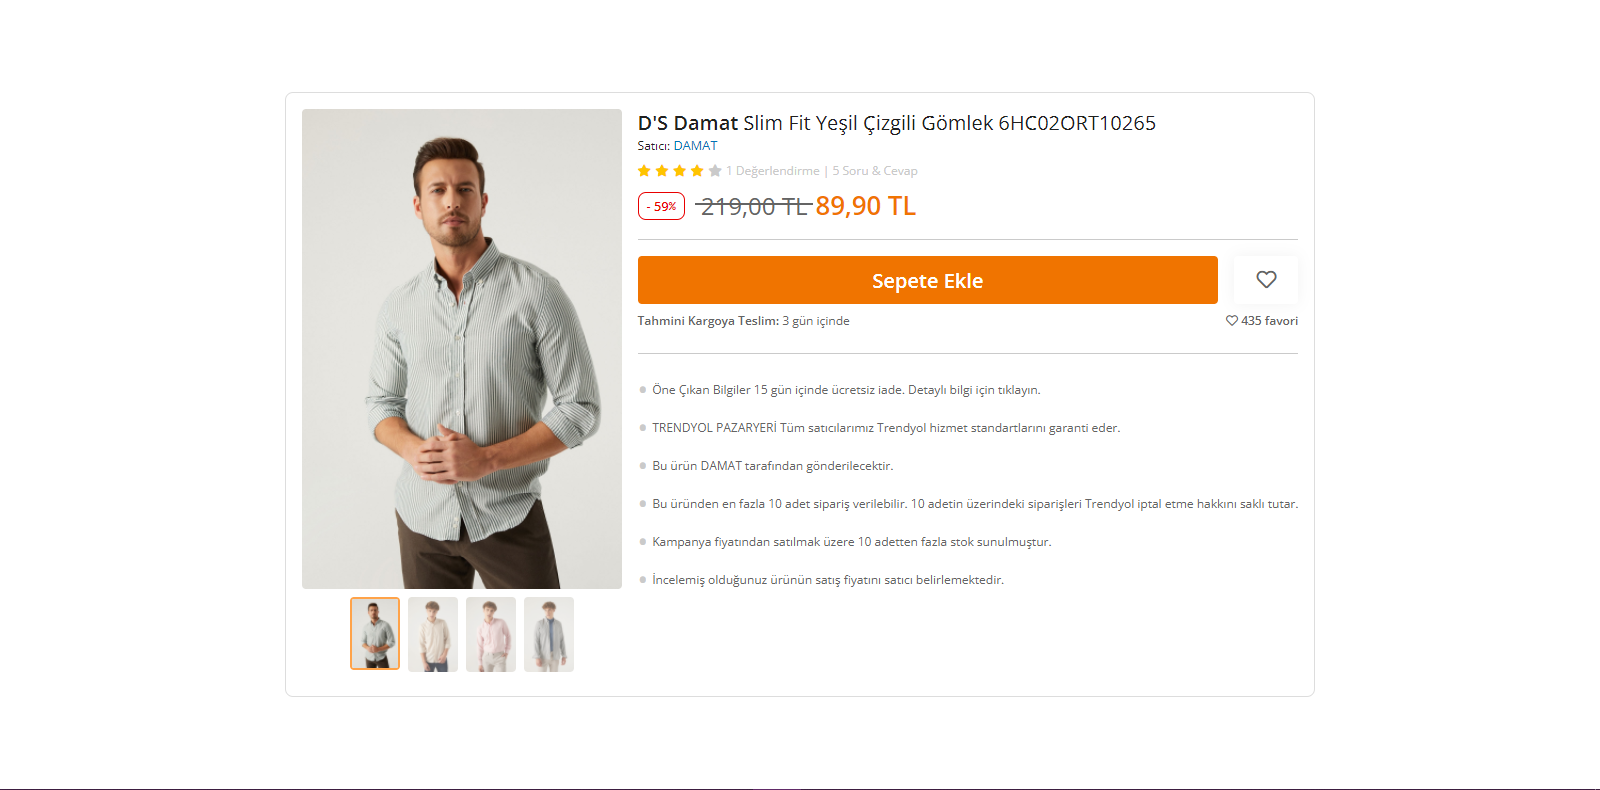 D'S Damat Slim Fit Yeşil Çizgili Gömlek 6HC02ORT10265
Satıcı: DAMAT
1 Değerlendirme | 5 Soru & Cevap
- 59% 219,00 TL 89,90 TL
Sepete Ekle
Tahmini Kargoya Teslim: 3 gün içinde 435 favori
Öne Çıkan Bilgiler 15 gün içinde ücretsiz iade. Detaylı bilgi için tıklayın.
TRENDYOL PAZARYERİ Tüm satıcılarımız Trendyol hizmet standartlarını garanti eder.
Bu ürün DAMAT tarafından gönderilecektir.
Bu üründen en fazla 10 adet sipariş verilebilir. 10 adetin üzerindeki siparişleri Trendyol iptal etme hakkını saklı tutar.
Kampanya fiyatından satılmak üzere 10 adetten fazla stok sunulmuştur.
İncelemiş olduğunuz ürünün satış fiyatını satıcı belirlemektedir.